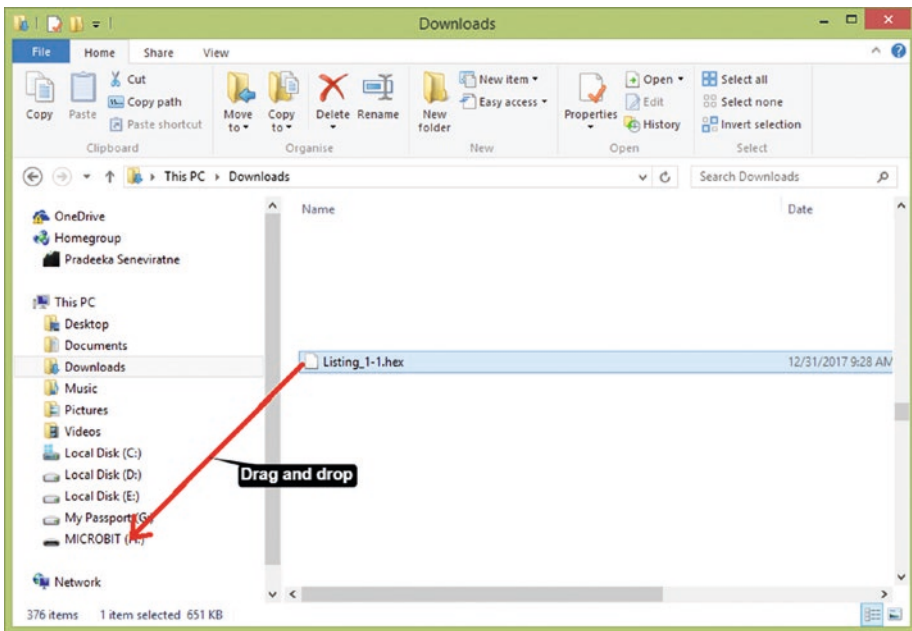 Downloads
File Home Share View
Copy
Paste
Cut
Copy path
Paste shortcut
Clipboard
Move to
Copy to
Delete
Rename
Organise
New folder
New item
Easy access
New
Properties
Open
Edit
History
Open
Select all
Select none
Invert selection
Select
This PC Downloads
Search Downloads
Name Date
OneDrive
Homegroup
Pradeeka Seneviratne
This PC
Desktop
Documents
Downloads
Music
Pictures
Videos
Local Disk (C:)
Local Disk (D:)
Local Disk (E:)
My Passport (G:)
MICROBIT
Network
Listing_1-1.hex 12/31/2017 9:28 AM
Drag and drop
376 items 1 item selected 651 KB